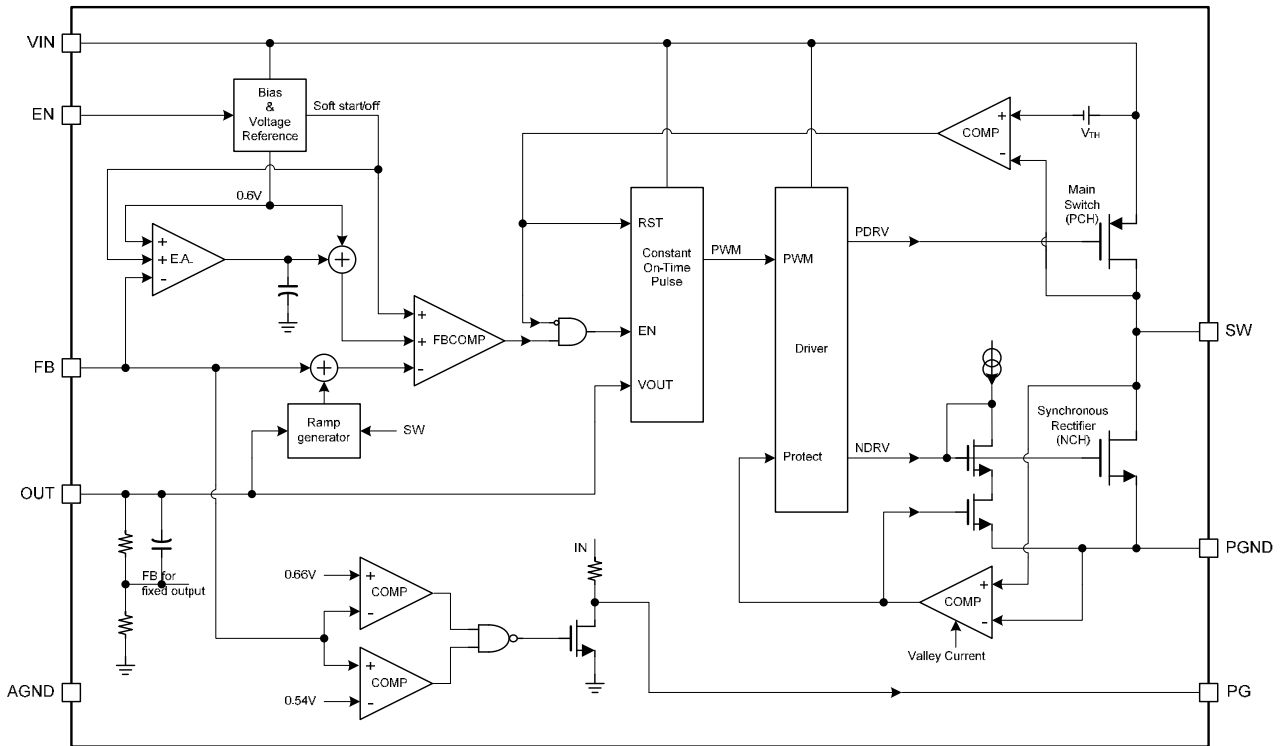 VIN
EN
Bias
&
Voltage
Reference
Soft start/off
0.6V
+
+
-
E.A.
+
FB
+
Ramp
generator
SW
+
+
-
FBCOMP
RST
Constant
On-Time
Pulse
EN
VOUT
PWM
PWM
Driver
Protect
PDRV
NDRV
COMP
+
-
VTH
Main
Switch
(PCH)
SW
Synchronous
Rectifier
(NCH)
PGND
COMP
+
-
Valley Current
OUT
FB for
fixed output
AGND
0.66V
+
-
COMP
0.54V
+
-
COMP
IN
PG